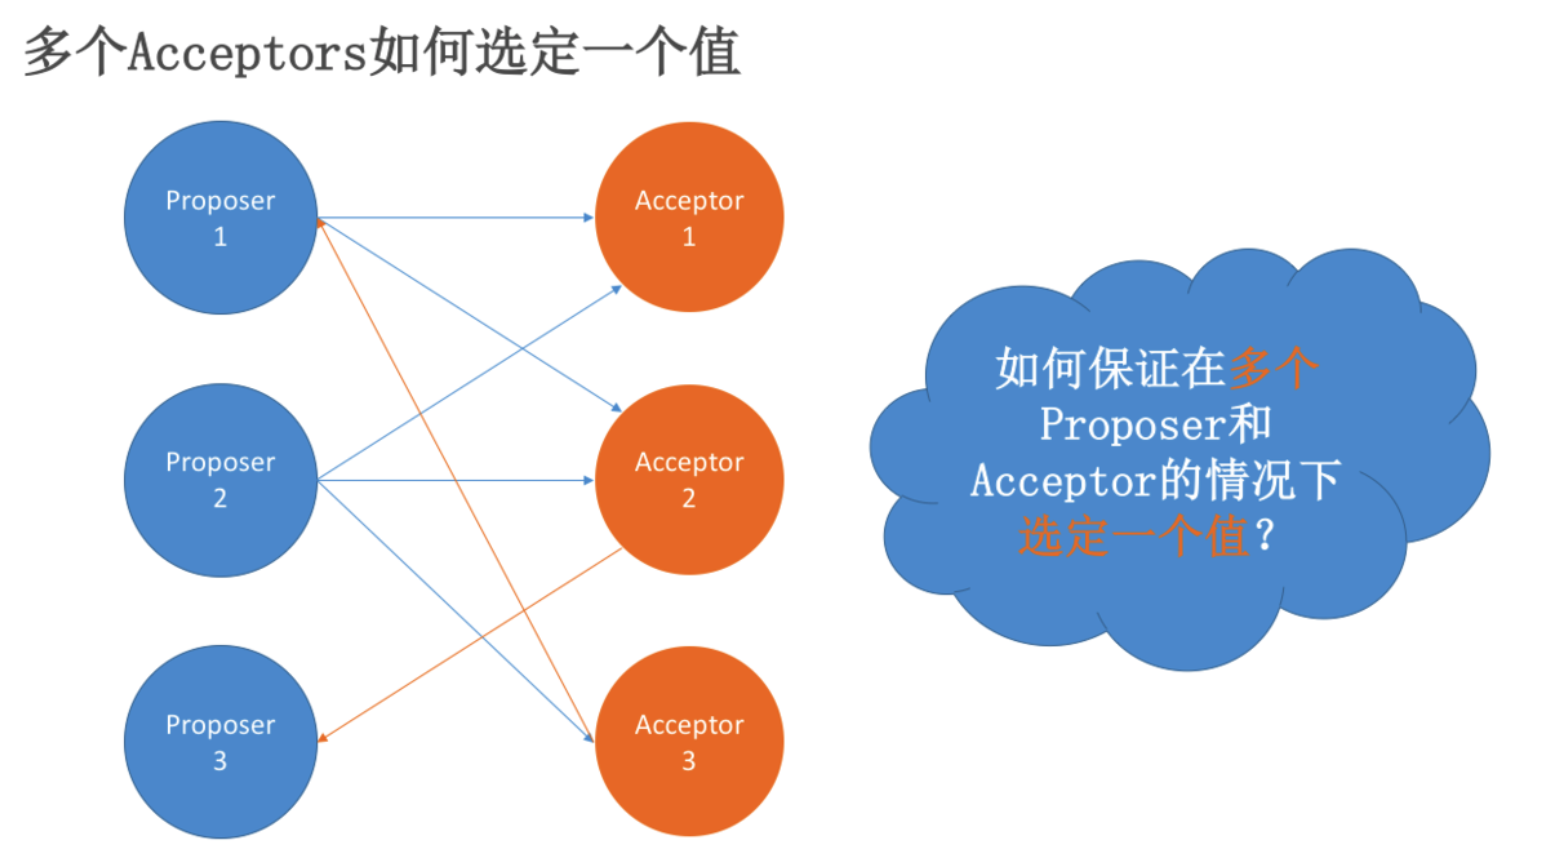 多个Acceptors如何选定一个值
Proposer
1
Acceptor
1
Proposer
2
Acceptor
2
Proposer
3
Acceptor
3
如何保证在多个
Proposer和
Acceptor的情况下
选定一个值？